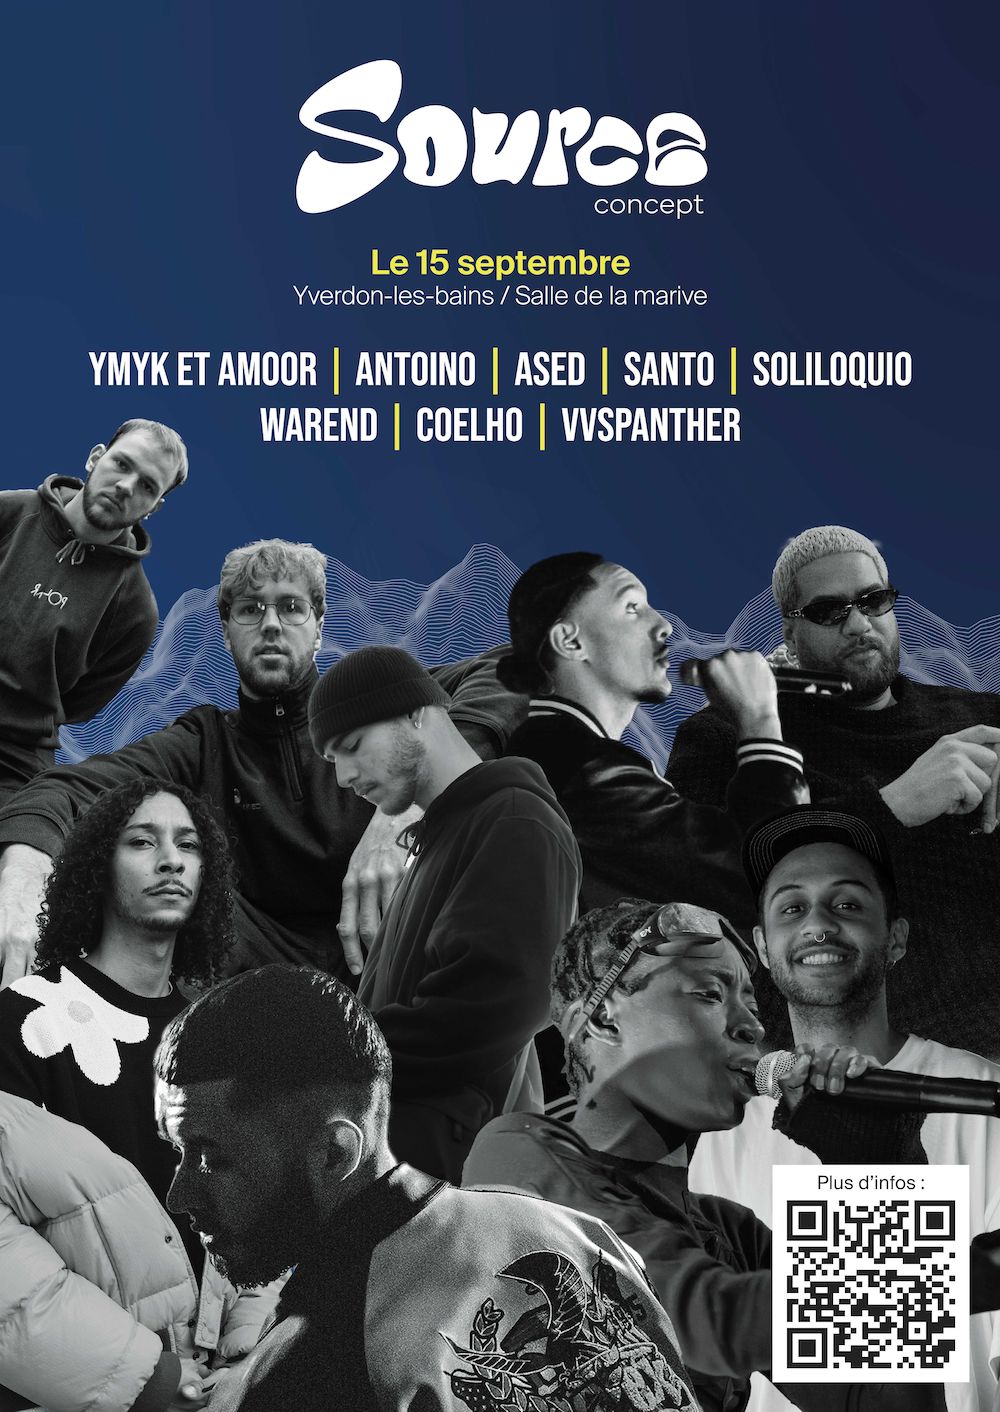 Source
concept
Le 15 septembre
Yverdon-les-bains / Salle de la marive
YMYK ET AMOOR | ANTOINO | ASED | SANTO | SOLILOQUIO
WAREND | COELHO | VVSPANTHER
Plus d'infos :